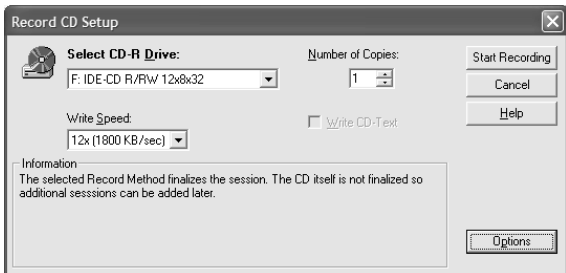 Record CD Setup
Select CD-R Drive:
Number of Copies:
Start Recording
F: IDE-CD R/RW 12x8x32
1
Cancel
Help
Write Speed:
Write CD-Text
12x (1800 KB/sec)
Information
The selected Record Method finalizes the session. The CD itself is not finalized so
additional sesssions can be added later.
Options